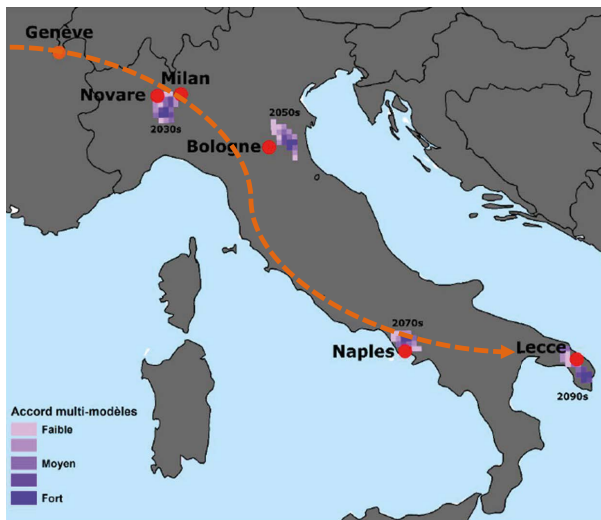 Genève
Milan
Novare
2030s
2050s
Bologne
2070s
Naples
Lecce
2090s
Accord multi-modèles
Faible
Moyen
Fort